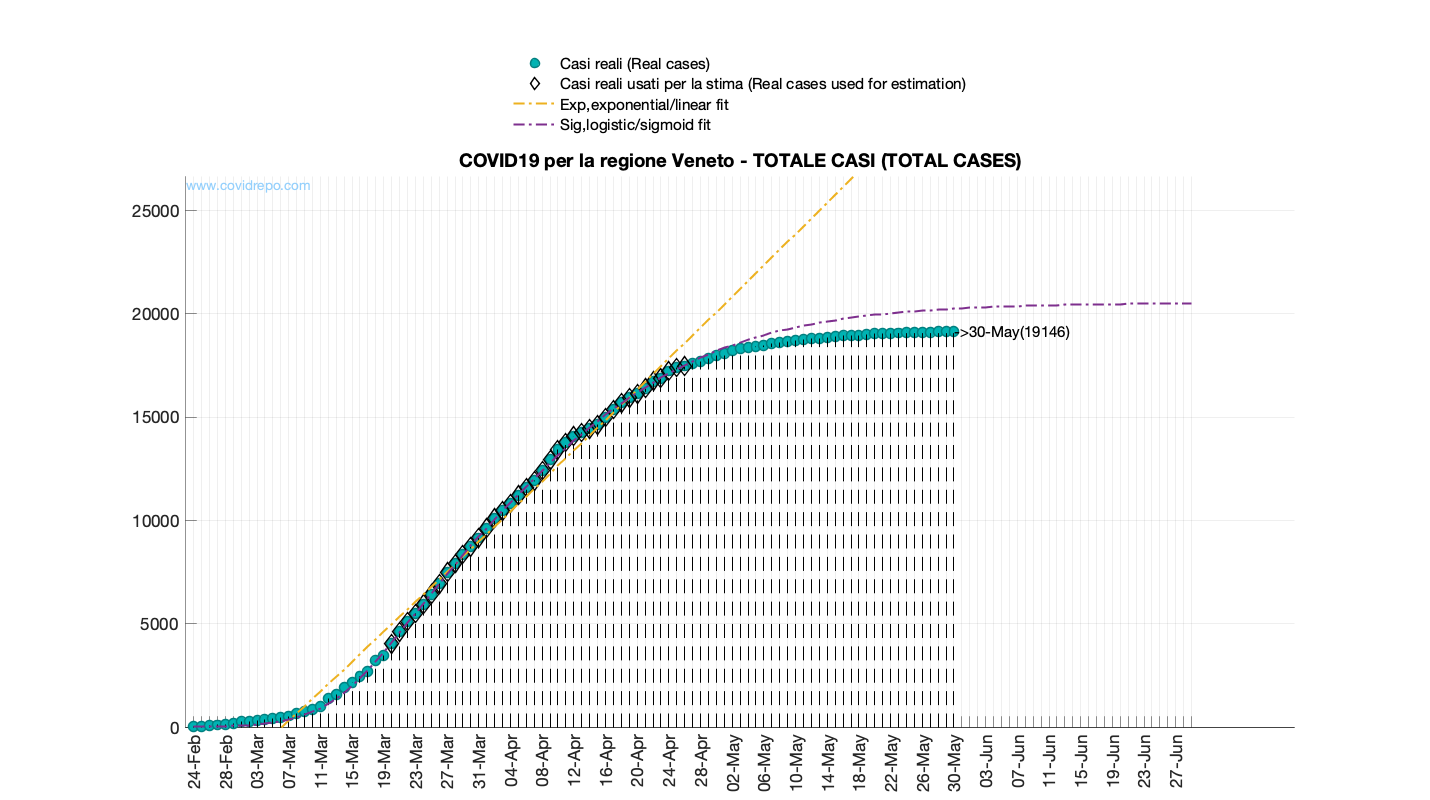 Casi reali (Real cases)
Casi reali usati per la stima (Real cases used for estimation)
Exp,exponential/linear fit
Sig,logistic/sigmoid fit
COVID19 per la regione Veneto - TOTALE CASI (TOTAL CASES)
www.covidrepo.com
25000
20000
15000
10000
5000
0
->30-May(19146)
24-Feb
28-Feb
03-Mar
07-Mar
11-Mar
15-Mar
19-Mar
23-Mar
27-Mar
31-Mar
04-Apr
08-Apr
12-Apr
16-Apr
20-Apr
24-Apr
28-Apr
02-May
06-May
10-May
14-May
18-May
22-May
26-May
30-May
03-Jun
07-Jun
11-Jun
15-Jun
19-Jun
23-Jun
27-Jun